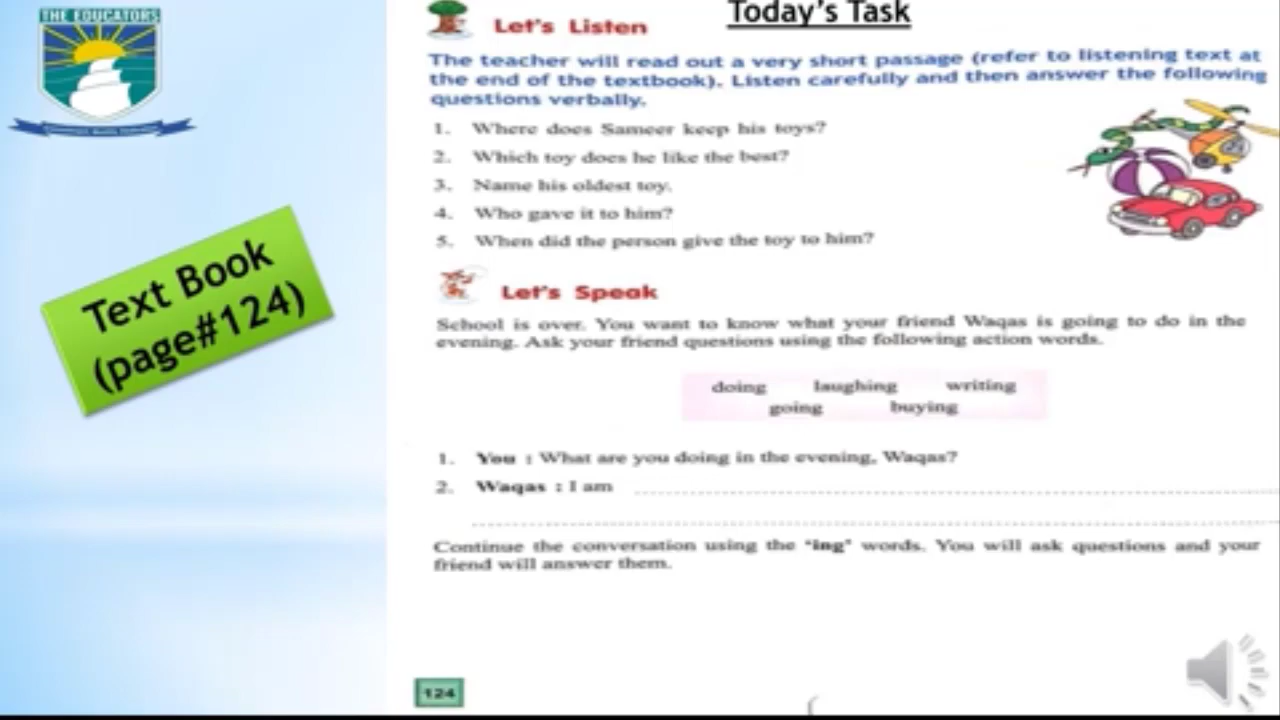 THE EDUCATORS
Today's Task
Let's Listen
The teacher will read out a very short passage (refer to listening text at
the end of the textbook). Listen carefully and then answer the following
questions verbally.
1. Where does Sameer keep his toys?
2. Which toy does he like the best?
3. Name his oldest toy.
4. Who gave it to him?
5. When did the person give the toy to him?
Text Book
(page#124)
Let's Speak
School is over. You want to know what your friend Waqas is going to do in the
evening. Ask your friend questions using the following action words.
doing laughing writing
going buying
1. You : What are you doing in the evening, Waqas?
2. Waqas : I am
Continue the conversation using the 'ing' words. You will ask questions and your
friend will answer them.
124